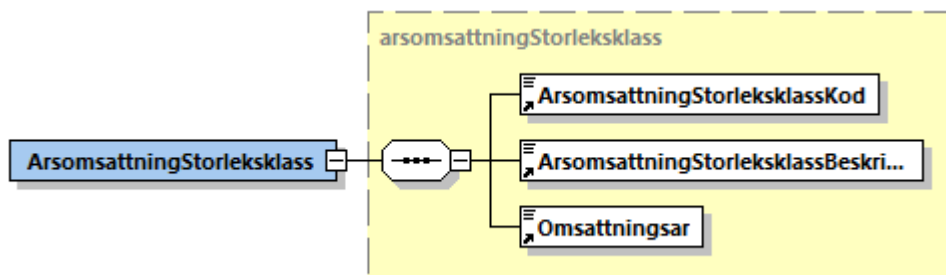 arsomsattningStorleksklass
ArsomsattningStorleksklassKod
ArsomsattningStorleksklass
ArsomsattningStorleksklassBeskri...
Omsattningsar